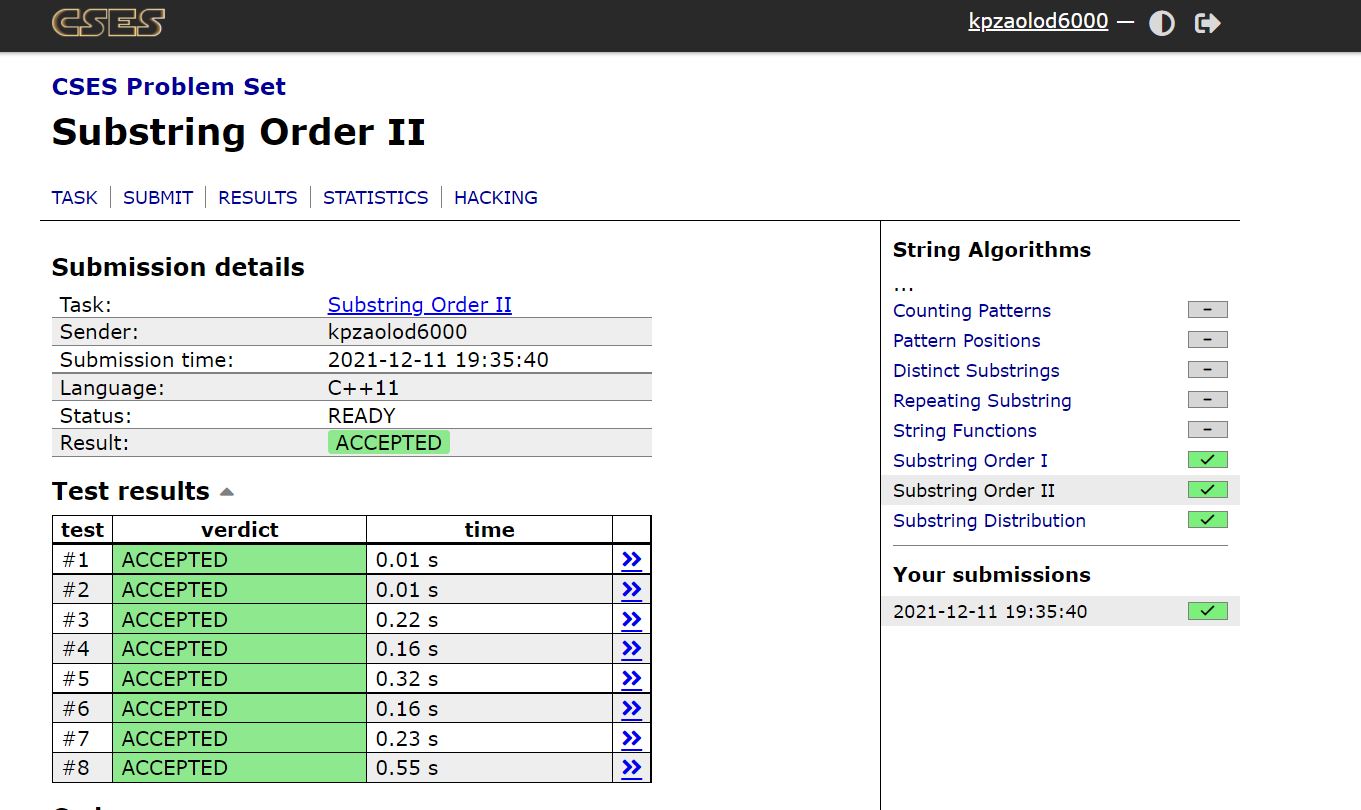 CSES
kpzaolod6000 —
CSES Problem Set
Substring Order II
TASK SUBMIT RESULTS STATISTICS HACKING
Submission details
Task: Substring Order II
Sender: kpzaolod6000
Submission time: 2021-12-11 19:35:40
Language: C++11
Status: READY
Result: ACCEPTED
Test results
test verdict time
#1 ACCEPTED 0.01 s »
#2 ACCEPTED 0.01 s »
#3 ACCEPTED 0.22 s »
#4 ACCEPTED 0.16 s »
#5 ACCEPTED 0.32 s »
#6 ACCEPTED 0.16 s »
#7 ACCEPTED 0.23 s »
#8 ACCEPTED 0.55 s »
String Algorithms
...
Counting Patterns –
Pattern Positions –
Distinct Substrings –
Repeating Substring –
String Functions –
Substring Order I ✓
Substring Order II ✓
Substring Distribution ✓
Your submissions
2021-12-11 19:35:40 ✓